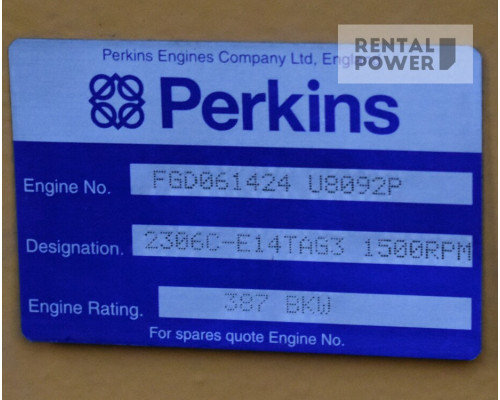 RENTAL
POWER
Perkins Engines Company Ltd, Engla
Perkins
Engine No. FGD061424 U8092P
Designation. 2306C-E14TAG3 1500RPM
Engine Rating. 387 BKW
For spares quote Engine No.